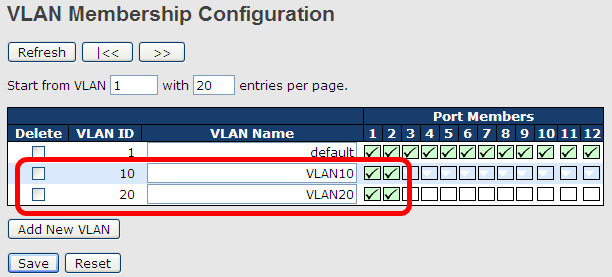 VLAN Membership Configuration
Refresh |<< >>
Start from VLAN 1 with 20 entries per page.
Port Members
Delete VLAN ID VLAN Name 1 2 3 4 5 6 7 8 9 10 11 12
1 default
10 VLAN10
20 VLAN20
Add New VLAN
Save Reset